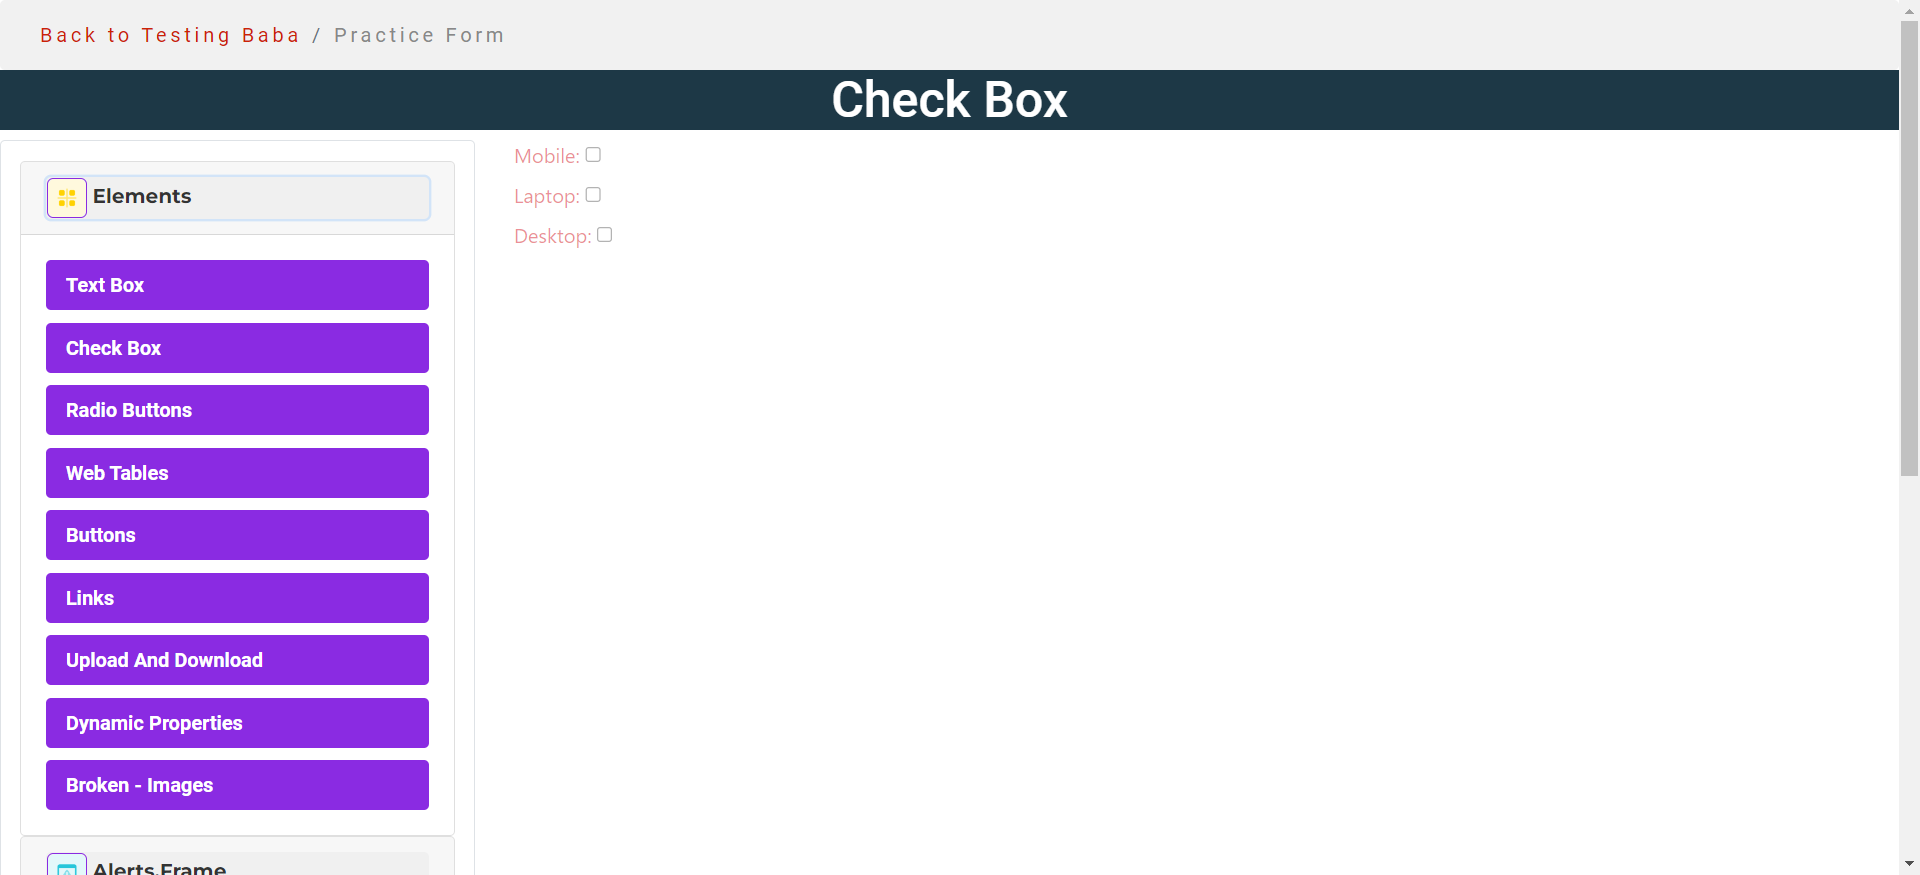 Back to Testing Baba / Practice Form
Check Box
Elements
Text Box
Check Box
Radio Buttons
Web Tables
Buttons
Links
Upload And Download
Dynamic Properties
Broken - Images
Alerts,Frame
Mobile:
Laptop:
Desktop: